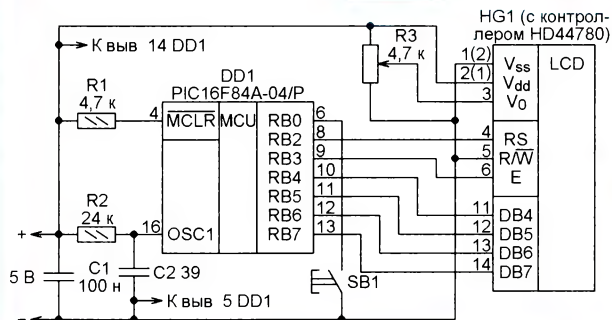 HG1 (с контрол-
лером HD44780)
К выв 14 DD1
R3
4,7 к
1(2)
Vss
LCD
2(1)
Vdd
3
V0
R1
4,7 к
DD1
PIC16F84A-04/P
4
MCLR
MCU
RB0
6
RB2
8
4
RS
RB3
9
5
R/W
6
E
RB4
10
R2
24 к
RB5
11
11
DB4
16
OSC1
RB6
12
12
DB5
RB7
13
13
DB6
14
DB7
+
5 В
C1
100 н
C2 39
SB1
К выв 5 DD1
−